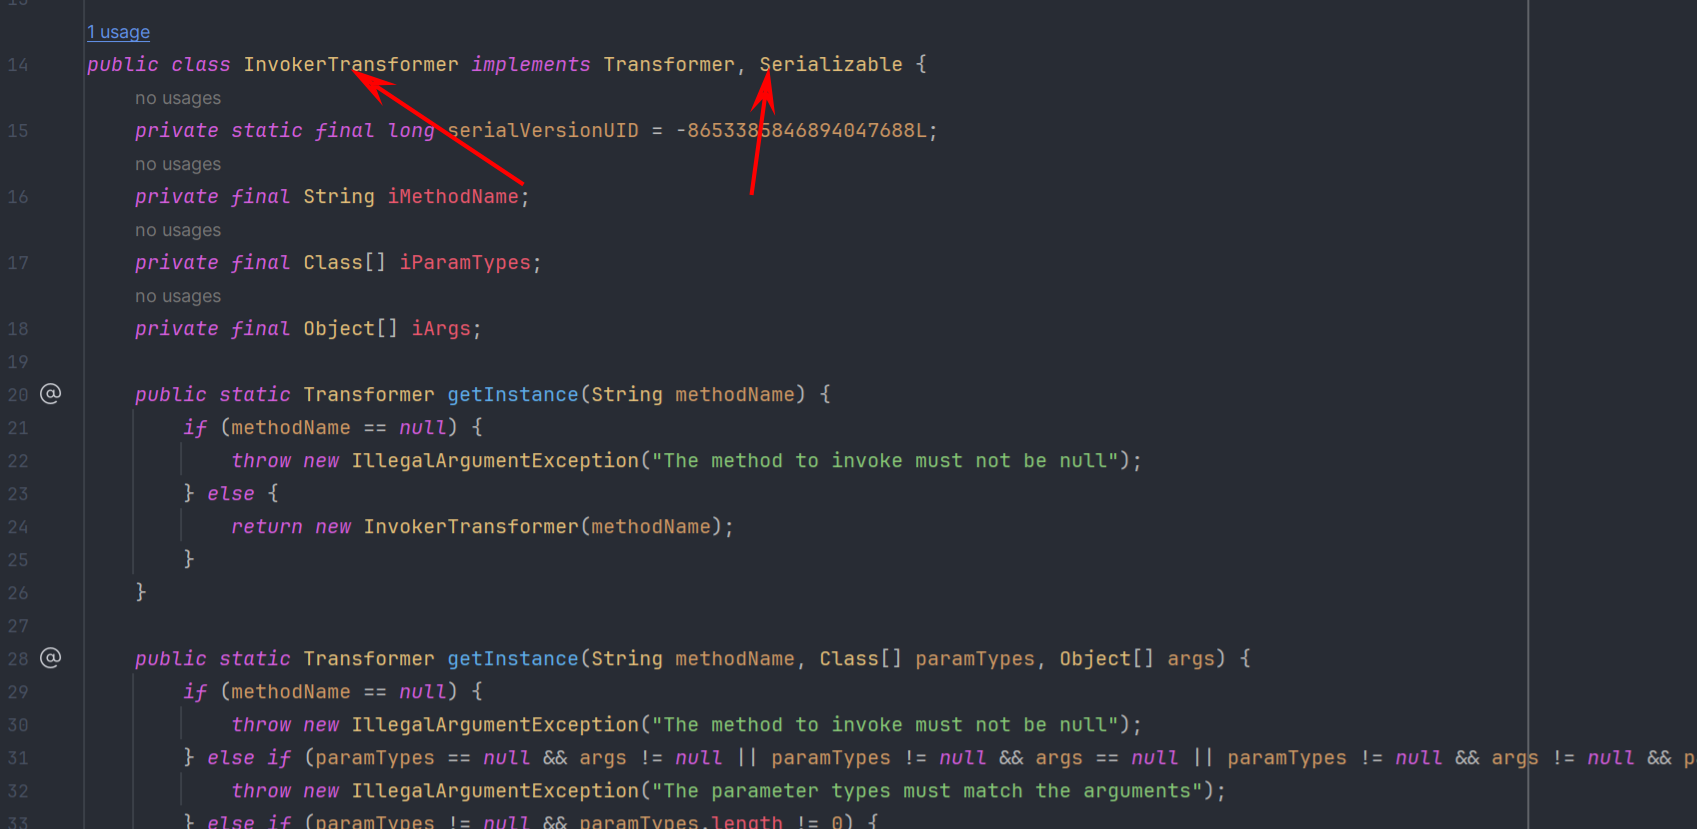 13
1 usage
14 public class InvokerTransformer implements Transformer, Serializable {
no usages
15 private static final long serialVersionUID = -8653385846894047688L;
no usages
16 private final String iMethodName;
no usages
17 private final Class[] iParamTypes;
no usages
18 private final Object[] iArgs;
19
20 @ public static Transformer getInstance(String methodName) {
21 if (methodName == null) {
22 throw new IllegalArgumentException("The method to invoke must not be null");
23 } else {
24 return new InvokerTransformer(methodName);
25 }
26 }
27
28 @ public static Transformer getInstance(String methodName, Class[] paramTypes, Object[] args) {
29 if (methodName == null) {
30 throw new IllegalArgumentException("The method to invoke must not be null");
31 } else if (paramTypes == null && args != null || paramTypes != null && args == null || paramTypes != null && args != null && p
32 throw new IllegalArgumentException("The parameter types must match the arguments");
33 } else if (paramTypes != null && paramTypes.length != 0) {